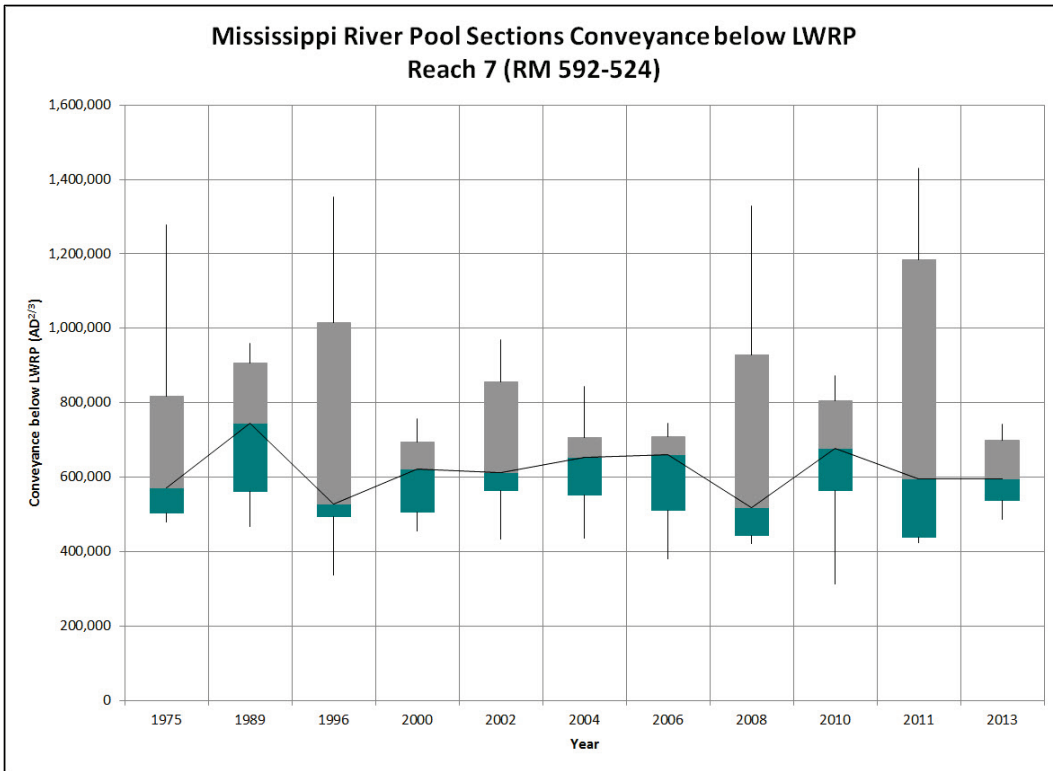 Mississippi River Pool Sections Conveyance below LWRP
Reach 7 (RM 592-524)
1,600,000
1,400,000
1,200,000
1,000,000
800,000
600,000
400,000
200,000
0
Conveyance below LWRP (AD^2/3)
1975 1989 1996 2000 2002 2004 2006 2008 2010 2011 2013
Year